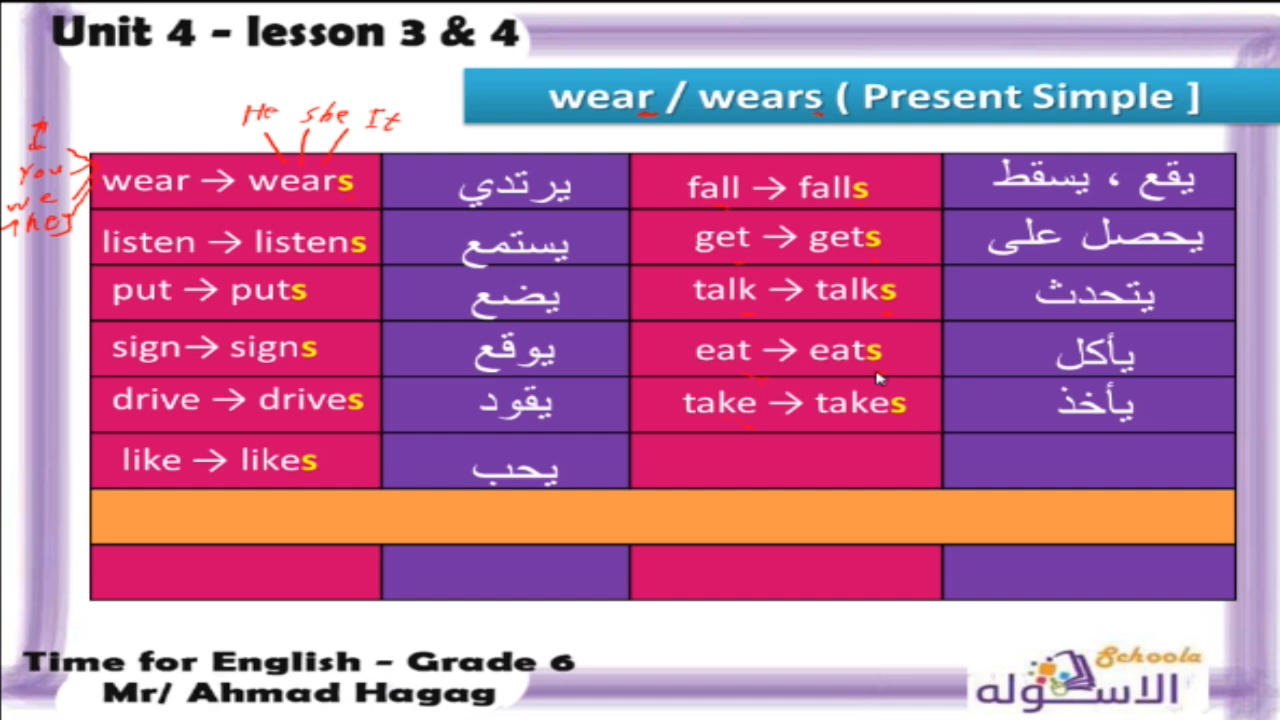 Unit 4 - lesson 3 & 4
wear / wears ( Present Simple ]
He she It
I
You
we
they
wear → wears يرتدي fall → falls يقع ، يسقط
listen → listens يستمع get → gets يحصل على
put → puts يضع talk → talks يتحدث
sign → signs يوقع eat → eats يأكل
drive → drives يقود take → takes يأخذ
like → likes يحب
Time for English - Grade 6
Mr/ Ahmad Hagag
Schoola
الاسكوله